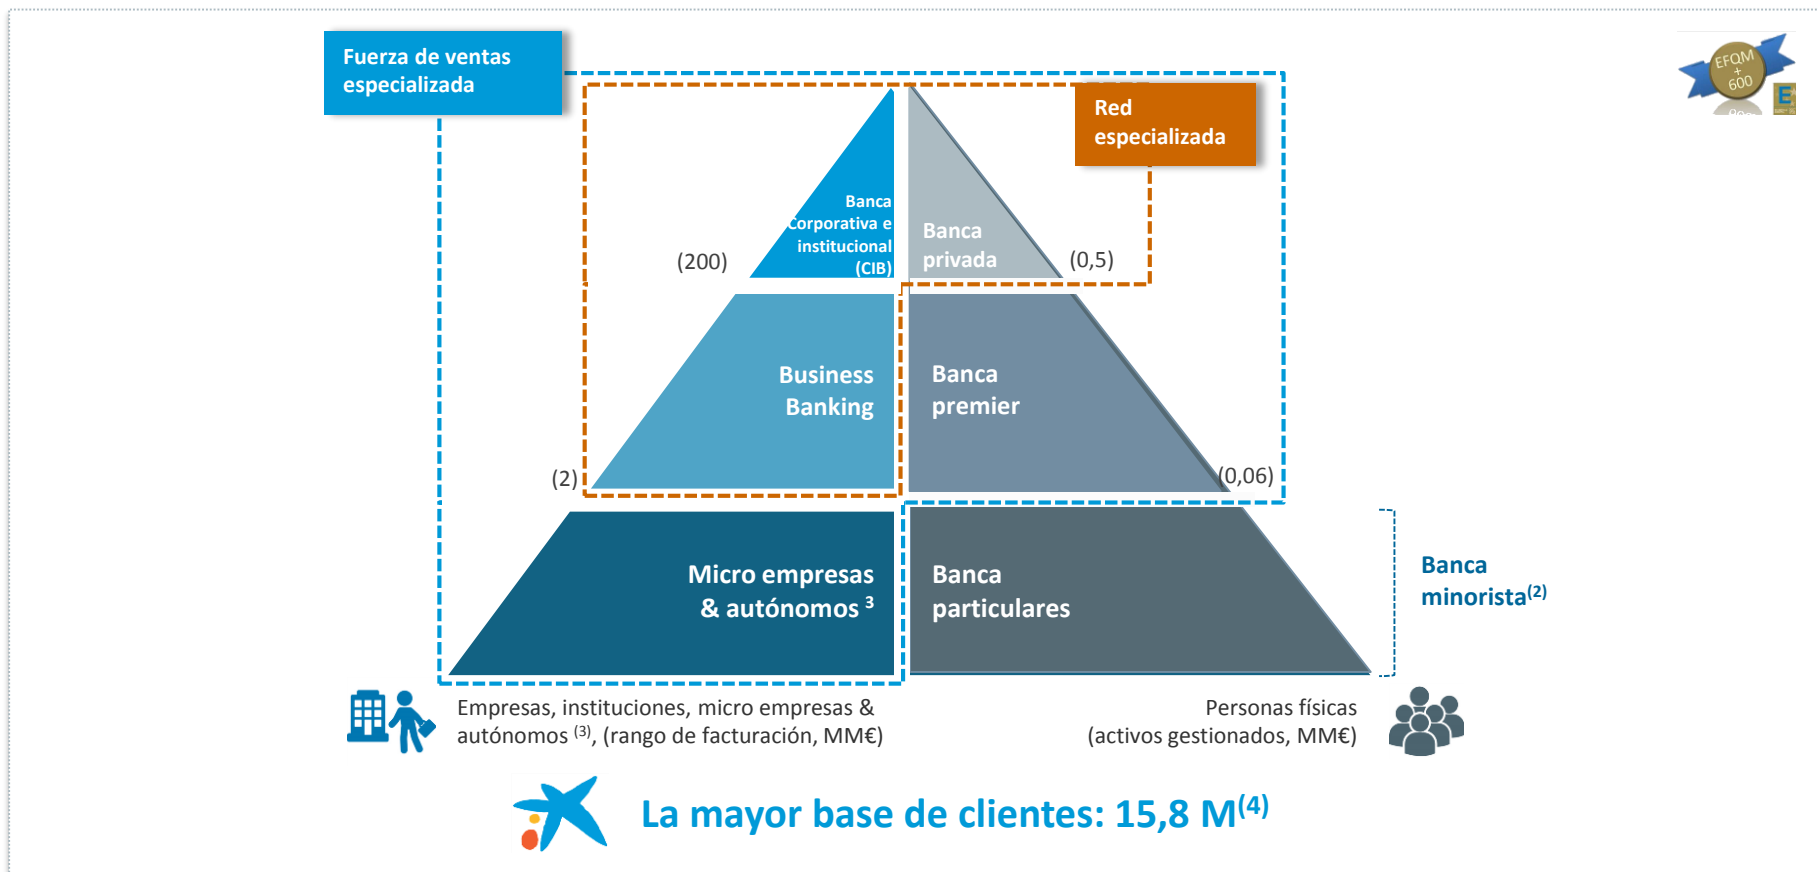 Fuerza de ventas
especializada
EFQM
+
600
E
Red
especializada
Banca
Corporativa e
institucional
(CIB)
Banca
privada
(200)
(0,5)
Business
Banking
Banca
premier
(2)
(0,06)
Micro empresas
& autónomos 3
Banca
particulares
Banca
minorista(2)
Empresas, instituciones, micro empresas &
autónomos (3), (rango de facturación, MM€)
Personas físicas
(activos gestionados, MM€)
La mayor base de clientes: 15,8 M(4)